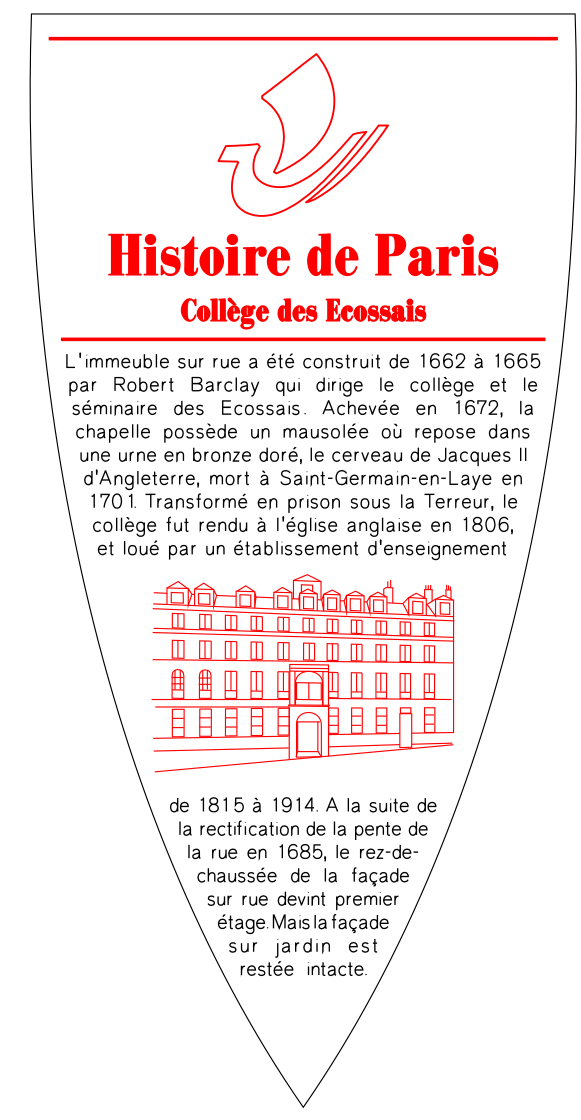 Histoire de Paris
Collège des Ecossais
L'immeuble sur rue a été construit de 1662 à 1665
par Robert Barclay qui dirige le collège et le
séminaire des Ecossais. Achevée en 1672, la
chapelle possède un mausolée où repose dans
une urne en bronze doré, le cerveau de Jacques II
d'Angleterre, mort à Saint-Germain-en-Laye en
1701. Transformé en prison sous la Terreur, le
collège fut rendu à l'église anglaise en 1806,
et loué par un établissement d'enseignement
de 1815 à 1914. A la suite de
la rectification de la pente de
la rue en 1685, le rez-de-
chaussée de la façade
sur rue devint premier
étage. Mais la façade
sur jardin est
restée intacte.